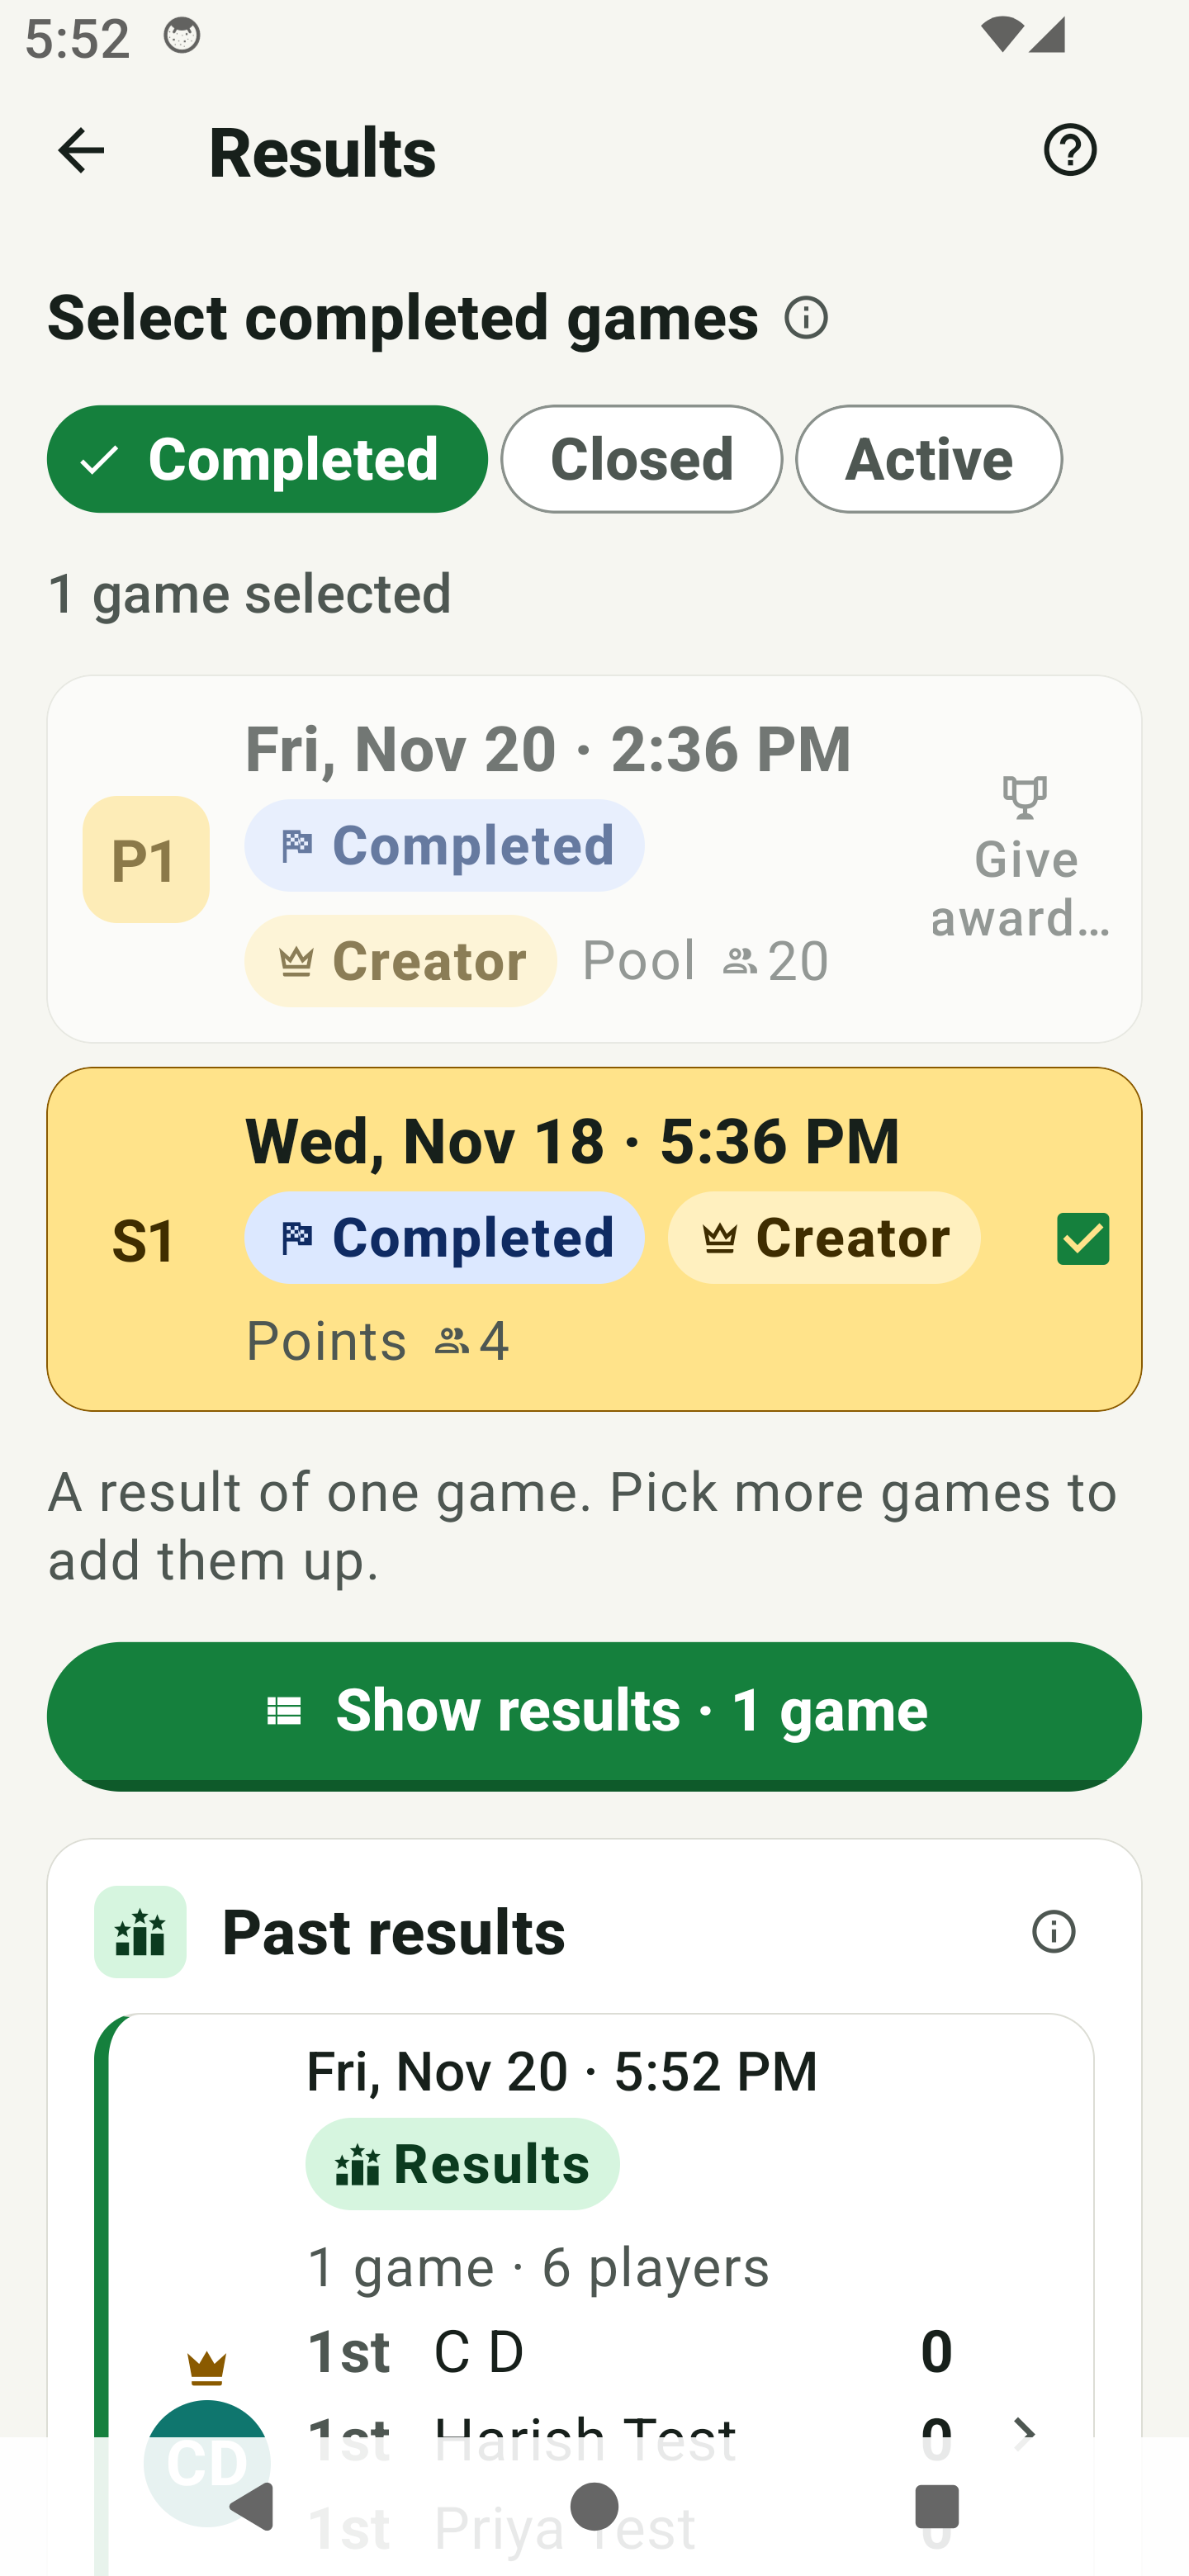 5:52
Results
Select completed games
Completed
Closed
Active
1 game selected
Fri, Nov 20 · 2:36 PM
P1
Completed
Creator
Pool
20
Give
award…
Wed, Nov 18 · 5:36 PM
S1
Completed
Creator
Points
4
A result of one game. Pick more games to
add them up.
Show results · 1 game
Past results
Fri, Nov 20 · 5:52 PM
Results
1 game · 6 players
1st C D 0
1st Harish Test 0
CD
1st Priya Test 0